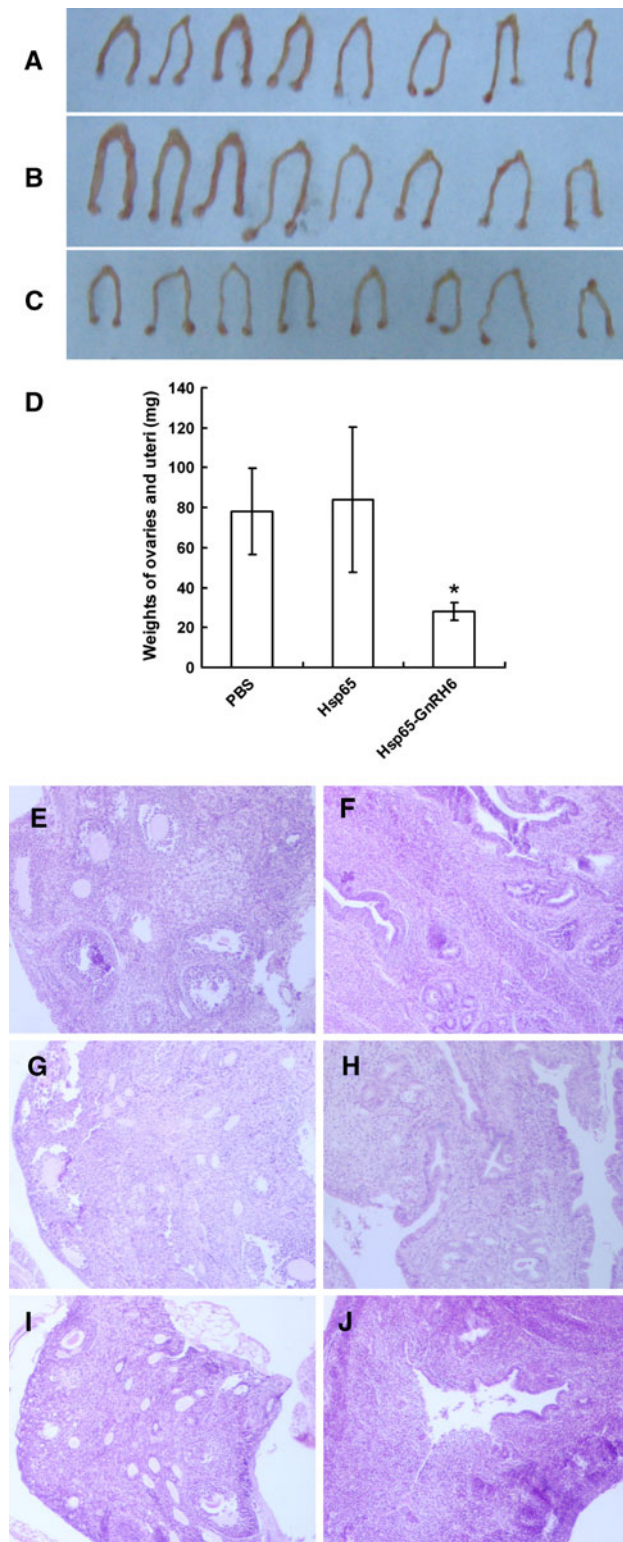 A
B
C
D
Weights of ovaries and uteri (mg)
140
120
100
80
60
40
20
0
*
PBS
Hsp65
Hsp65-GnRH6
E
F
G
H
I
J